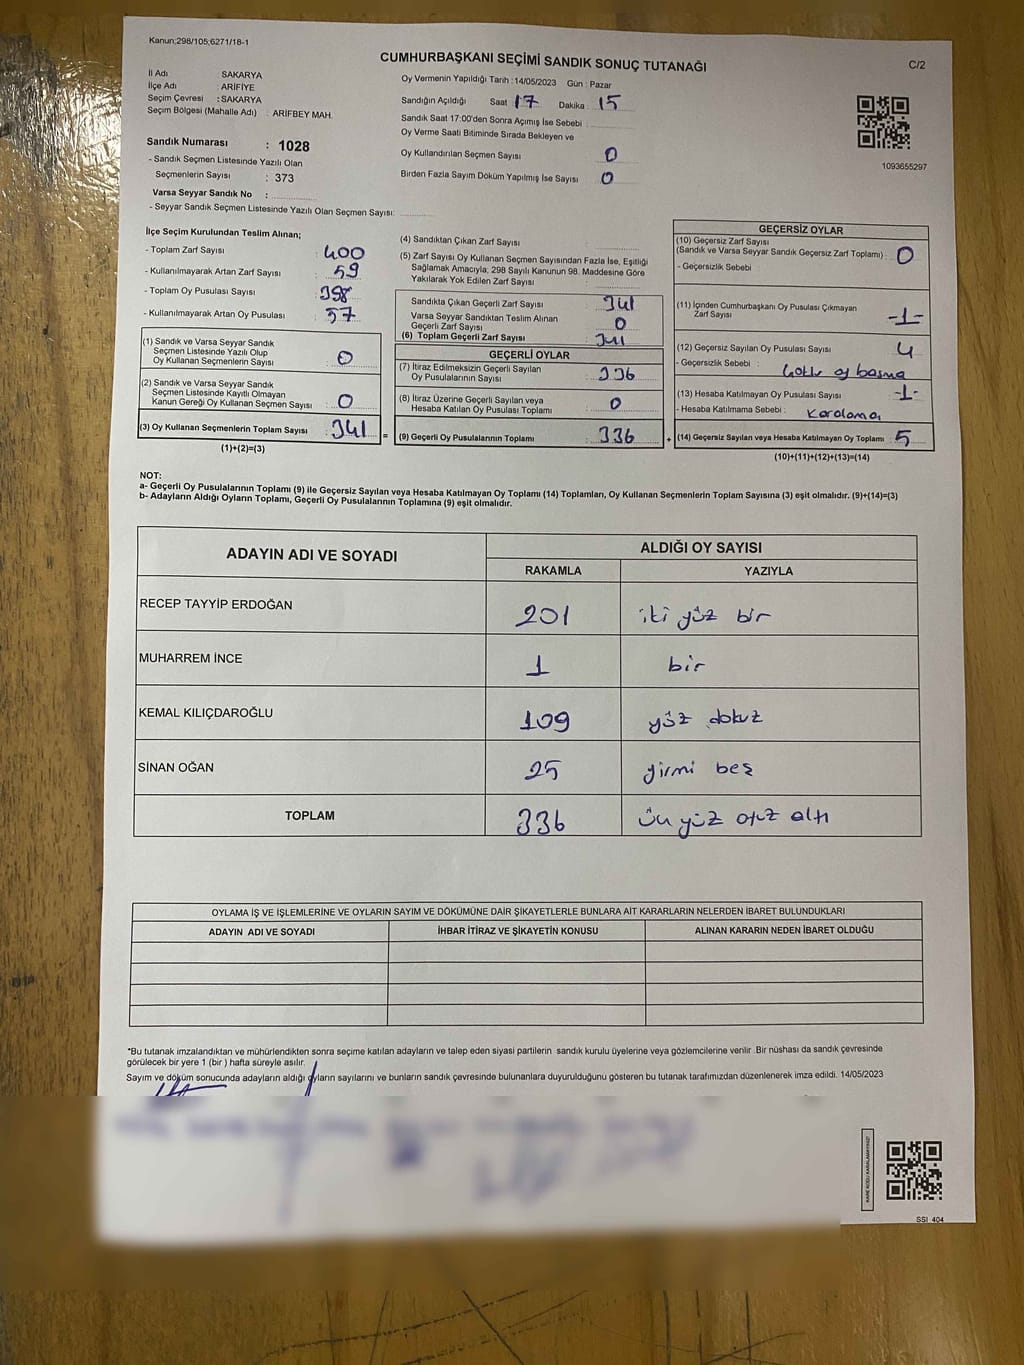 Kanun;298/105;6271/18-1
CUMHURBAŞKANI SEÇİMİ SANDIK SONUÇ TUTANAĞI
C/2
İl Adı SAKARYA
İlçe Adı : ARİFİYE
Seçim Çevresi : SAKARYA
Seçim Bölgesi (Mahalle Adı) : ARİFBEY MAH.
Sandık Numarası : 1028
- Sandık Seçmen Listesinde Yazılı Olan
Seçmenlerin Sayısı : 373
Varsa Seyyar Sandık No :
- Seyyar Sandık Seçmen Listesinde Yazılı Olan Seçmen Sayısı:
Oy Vermenin Yapıldığı Tarih :14/05/2023 Gün : Pazar
Sandığın Açıldığı Saat 17 Dakika : 15
Sandık Saat 17:00'den Sonra Açımış İse Sebebi :
Oy Verme Saati Bitiminde Sırada Bekleyen ve
Oy Kullandırılan Seçmen Sayısı 0
Birden Fazla Sayım Döküm Yapılmış İse Sayısı 0
1093655297
İlçe Seçim Kurulundan Teslim Alınan;
- Toplam Zarf Sayısı : 400
- Kullanılmayarak Artan Zarf Sayısı : 59
- Toplam Oy Pusulası Sayısı : 398
- Kullanılmayarak Artan Oy Pusulası : 57
(1) Sandık ve Varsa Seyyar Sandık
Seçmen Listesinde Yazılı Olup
Oy Kullanan Seçmenlerin Sayısı : 0
(2) Sandık ve Varsa Seyyar Sandık
Seçmen Listesinde Kayıtlı Olmayan
Kanun Gereği Oy Kullanan Seçmen Sayısı : 0
(3) Oy Kullanan Seçmenlerin Toplam Sayısı : 341
(1)+(2)=(3)
=
(4) Sandıktan Çıkan Zarf Sayısı
(5) Zarf Sayısı Oy Kullanan Seçmen Sayısından Fazla İse, Eşitliği
Sağlamak Amacıyla; 298 Sayılı Kanunun 98. Maddesine Göre
Yakılarak Yok Edilen Zarf Sayısı :
Sandıkta Çıkan Geçerli Zarf Sayısı : 341
Varsa Seyyar Sandıktan Teslim Alınan
Geçerli Zarf Sayısı : 0
(6) Toplam Geçerli Zarf Sayısı : 341
GEÇERLİ OYLAR
(7) İtiraz Edilmeksizin Geçerli Sayılan
Oy Pusulalarının Sayısı : 336
(8) İtiraz Üzerine Geçerli Sayılan veya
Hesaba Katılan Oy Pusulası Toplamı : 0
(9) Geçerli Oy Pusulalarının Toplamı : 336
+
GEÇERSİZ OYLAR
(10) Geçersiz Zarf Sayısı
(Sandık ve Varsa Seyyar Sandık Geçersiz Zarf Toplamı) : 0
- Geçersizlik Sebebi :
(11) İçinden Cumhurbaşkanı Oy Pusulası Çıkmayan
Zarf Sayısı -1-
(12) Geçersiz Sayılan Oy Pusulası Sayısı 4
- Geçersizlik Sebebi : oy basma
(13) Hesaba Katılmayan Oy Pusulası Sayısı -1-
- Hesaba Katılmama Sebebi : Karalama
(14) Geçersiz Sayılan veya Hesaba Katılmayan Oy Toplamı : 5
(10)+(11)+(12)+(13)=(14)
NOT:
a- Geçerli Oy Pusulalarının Toplamı (9) ile Geçersiz Sayılan veya Hesaba Katılmayan Oy Toplamı (14) Toplamları, Oy Kullanan Seçmenlerin Toplam Sayısına (3) eşit olmalıdır. (9)+(14)=(3)
b- Adayların Aldığı Oyların Toplamı, Geçerli Oy Pusulalarının Toplamına (9) eşit olmalıdır.
ADAYIN ADI VE SOYADI
ALDIĞI OY SAYISI
RAKAMLA YAZIYLA
RECEP TAYYİP ERDOĞAN 201 iki yüz bir
MUHARREM İNCE 1 bir
KEMAL KILIÇDAROĞLU 109 yüz dokuz
SİNAN OĞAN 25 yirmi beş
TOPLAM 336 üç yüz otuz altı
OYLAMA İŞ VE İŞLEMLERİNE VE OYLARIN SAYIM VE DÖKÜMÜNE DAİR ŞİKAYETLERLE BUNLARA AİT KARARLARIN NELERDEN İBARET BULUNDUKLARI
ADAYIN ADI VE SOYADI İHBAR İTİRAZ VE ŞİKAYETİN KONUSU ALINAN KARARIN NEDEN İBARET OLDUĞU
*Bu tutanak imzalandıktan ve mühürlendikten sonra seçime katılan adayların ve talep eden siyasi partilerin sandık kurulu üyelerine veya gözlemcilerine verilir .Bir nüshası da sandık çevresinde
görülecek bir yere 1 (bir ) hafta süreyle asılır.
Sayım ve döküm sonucunda adayların aldığı oyların sayılarını ve bunların sandık çevresinde bulunanlara duyurulduğunu gösteren bu tutanak tarafımızdan düzenlenerek imza edildi. 14/05/2023
KARE KODU KARALAMAYINIZ!
SSİ 404